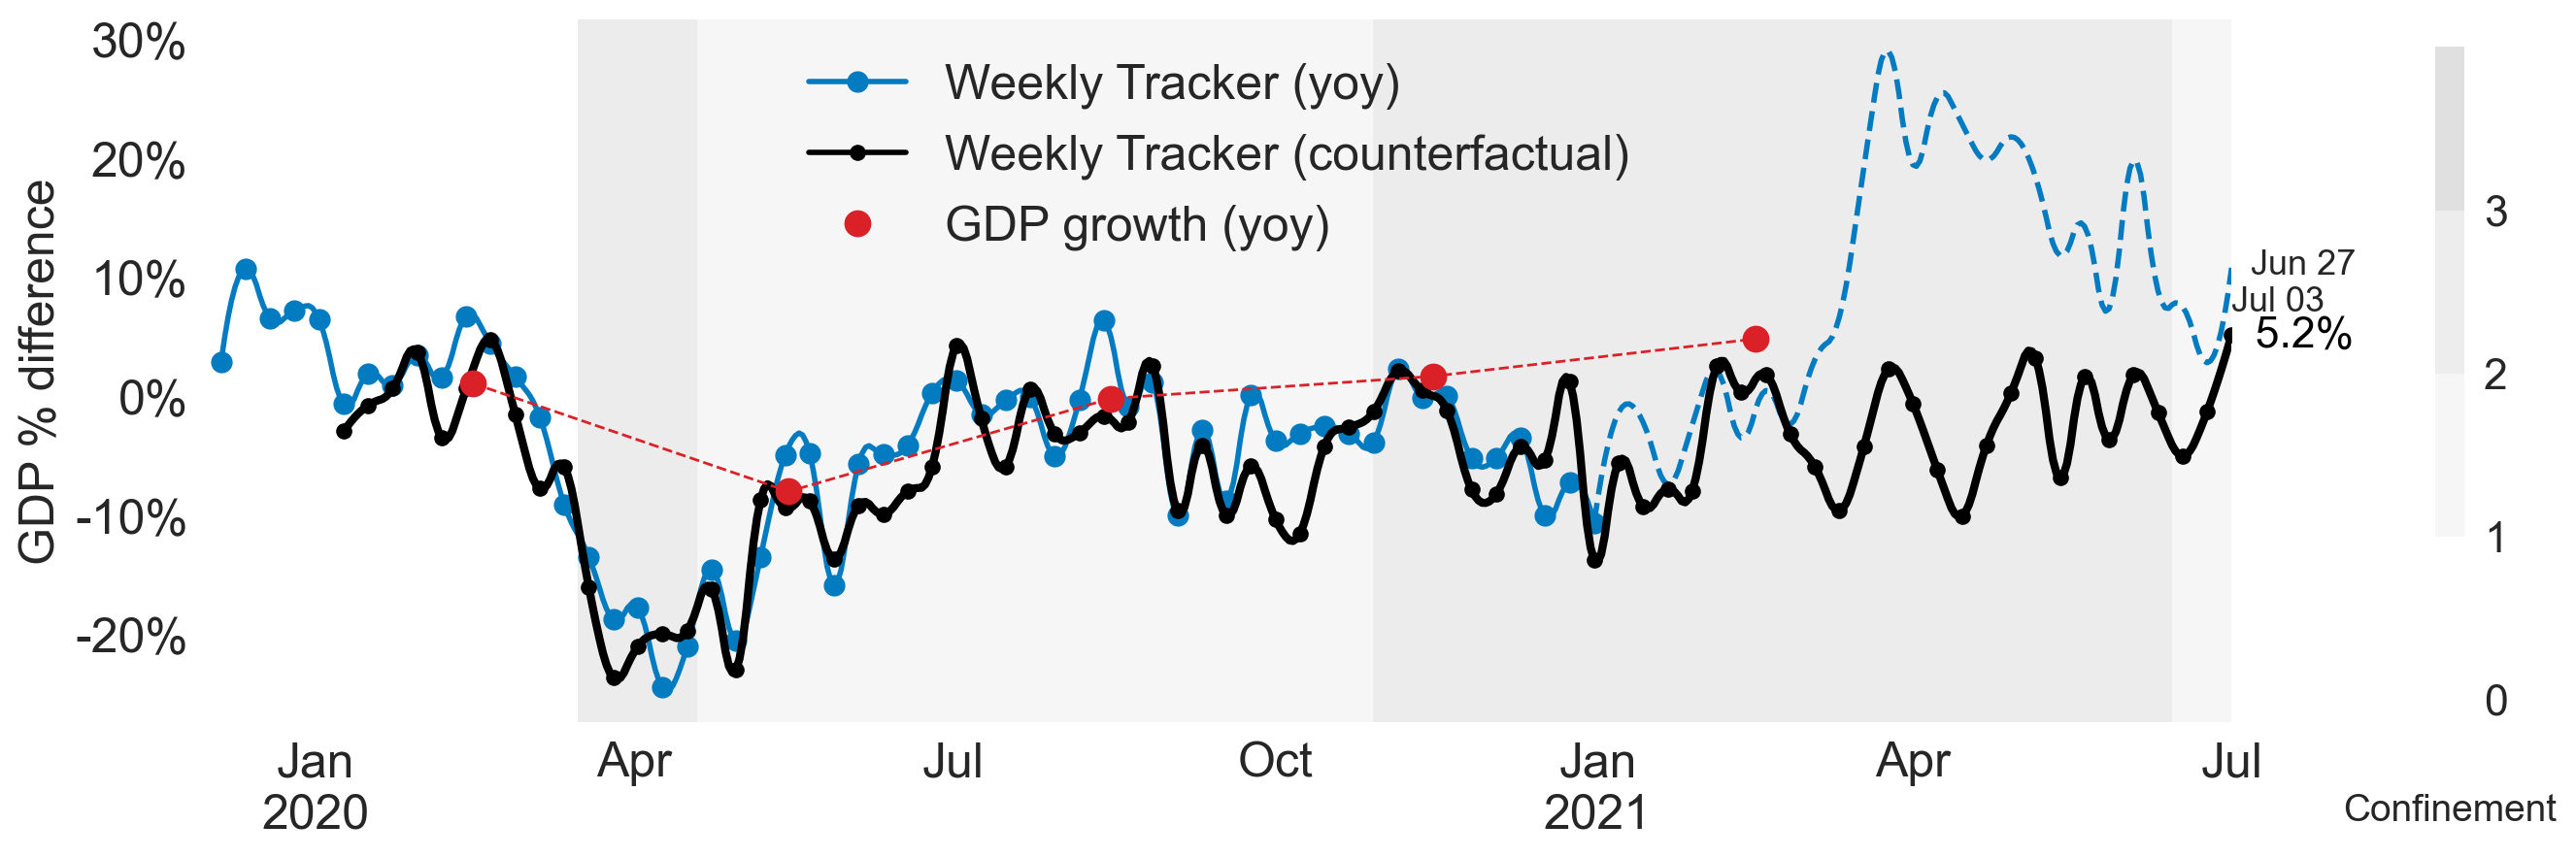 GDP % difference
30%
20%
10%
0%
-10%
-20%
Weekly Tracker (yoy)
Weekly Tracker (counterfactual)
GDP growth (yoy)
Jun 27
Jul 03
5.2%
Jan
2020
Apr
Jul
Oct
Jan
2021
Apr
Jul
3
2
1
0
Confinement